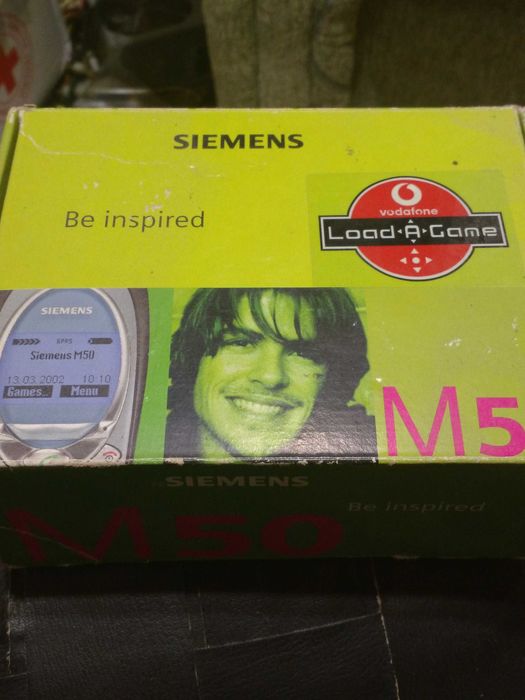 SIEMENS
Be inspired
vodafone
Load·A·Game
SIEMENS
GPRS
Siemens M50
13.03.2002 10:10
Games.. Menu
M5
SIEMENS
Be inspired
M50